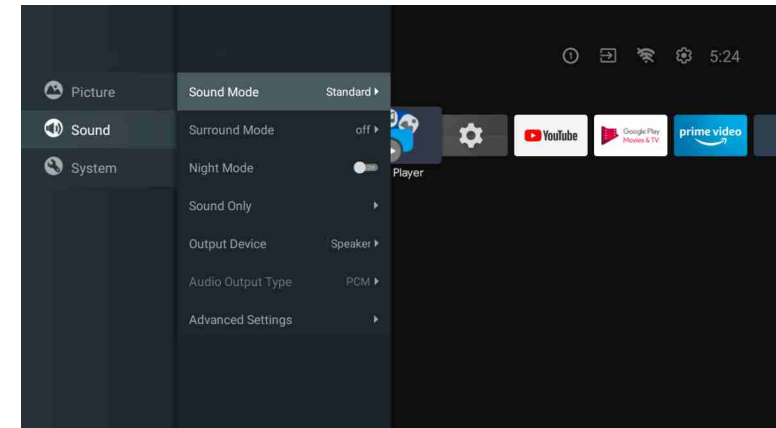 5:24
Picture
Sound
System
Sound Mode Standard
Surround Mode off
Night Mode
Sound Only
Output Device Speaker
Audio Output Type PCM
Advanced Settings
Player
YouTube
Google Play
Movies & TV
prime video